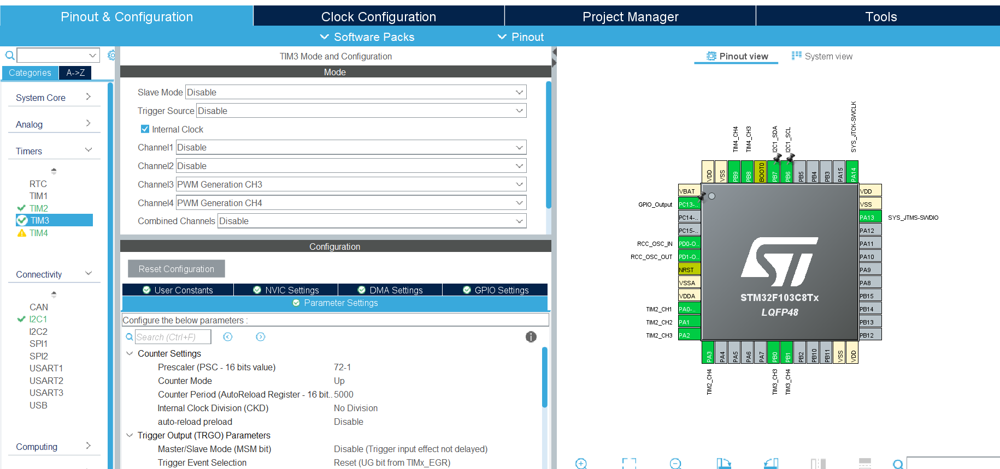 Pinout & Configuration
Clock Configuration
Project Manager
Tools
Software Packs
Pinout
Categories
A->Z
System Core
Analog
Timers
RTC
TIM1
TIM2
TIM3
TIM4
Connectivity
CAN
I2C1
I2C2
SPI1
SPI2
USART1
USART2
USART3
USB
Computing
TIM3 Mode and Configuration
Mode
Slave Mode Disable
Trigger Source Disable
Internal Clock
Channel1 Disable
Channel2 Disable
Channel3 PWM Generation CH3
Channel4 PWM Generation CH4
Combined Channels Disable
Configuration
Reset Configuration
User Constants
NVIC Settings
DMA Settings
GPIO Settings
Parameter Settings
Configure the below parameters :
Search (Ctrl+F)
Counter Settings
Prescaler (PSC - 16 bits value) 72-1
Counter Mode Up
Counter Period (AutoReload Register - 16 bit.. 5000
Internal Clock Division (CKD) No Division
auto-reload preload Disable
Trigger Output (TRGO) Parameters
Master/Slave Mode (MSM bit) Disable (Trigger input effect not delayed)
Trigger Event Selection Reset (UG bit from TIMx_EGR)
Pinout view
System view
TIM4_CH4
TIM4_CH3
I2C1_SDA
I2C1_SCL
SYS_JTCK-SWCLK
VDD
VSS
PB9
PB8
BOOT0
PB7
PB6
PB5
PB4
PB3
PA15
PA14
VBAT
GPIO_Output PC13-..
PC14-..
PC15-..
RCC_OSC_IN PD0-O..
RCC_OSC_OUT PD1-O..
NRST
VSSA
VDDA
TIM2_CH1 PA0-..
TIM2_CH2 PA1
TIM2_CH3 PA2
ST
STM32F103C8Tx
LQFP48
VDD
VSS
PA13 SYS_JTMS-SWDIO
PA12
PA11
PA10
PA9
PA8
PB15
PB14
PB13
PB12
PA3
PA4
PA5
PA6
PA7
PB0
PB1
PB2
PB10
PB11
VSS
VDD
TIM2_CH4
TIM3_CH3
TIM3_CH4